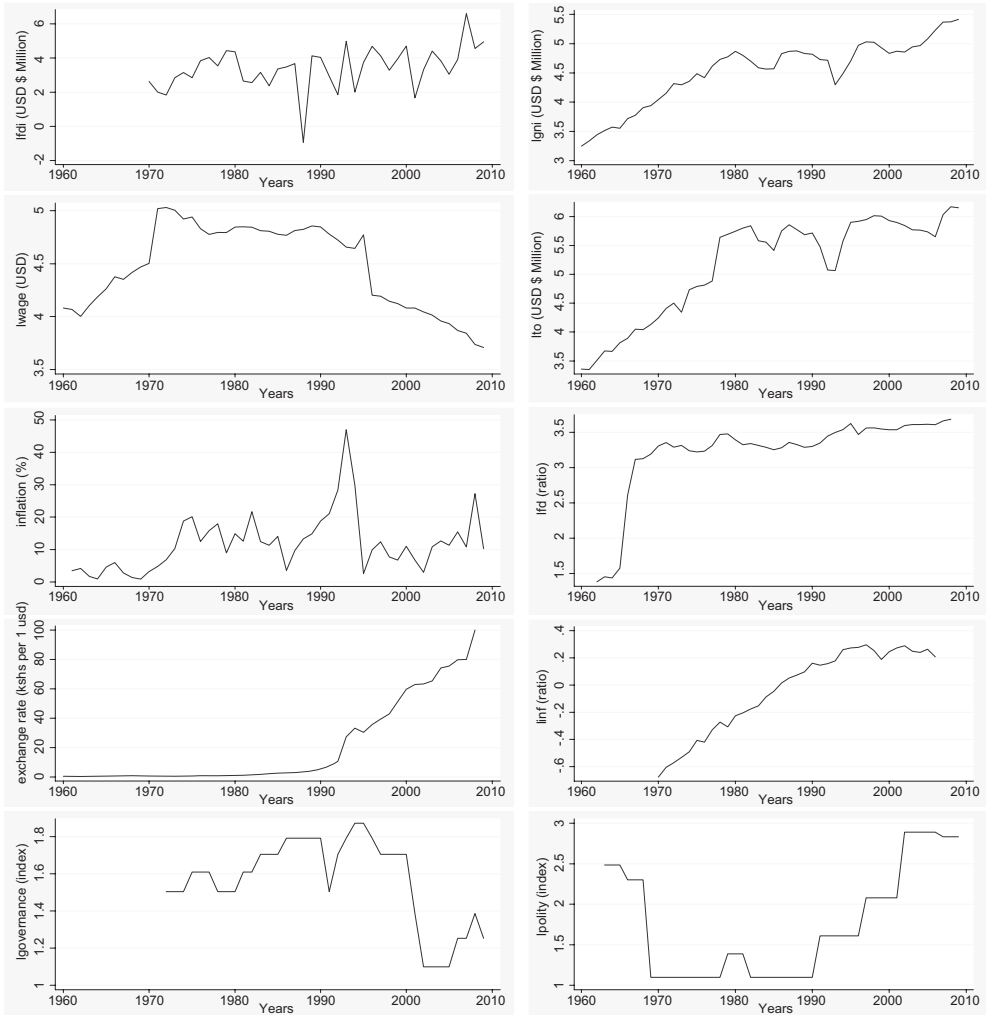 lfdi (USD $ Million)
6
4
2
0
-2
1960 1970 1980 1990 2000 2010
Years
lgni (USD $ Million)
5.5
5
4.5
4
3.5
3
1960 1970 1980 1990 2000 2010
Years
lwage (USD)
5
4.5
4
3.5
1960 1970 1980 1990 2000 2010
Years
lto (USD $ Million)
6
5.5
5
4.5
4
3.5
1960 1970 1980 1990 2000 2010
Years
inflation (%)
50
40
30
20
10
0
1960 1970 1980 1990 2000 2010
Years
lfd (ratio)
3.5
3
2.5
2
1.5
1960 1970 1980 1990 2000 2010
Years
exchange rate (kshs per 1 usd)
100
80
60
40
20
0
1960 1970 1980 1990 2000 2010
Years
linf (ratio)
.4
.2
0
-.2
-.4
-.6
1960 1970 1980 1990 2000 2010
Years
lgovernance (index)
1.8
1.6
1.4
1.2
1
1960 1970 1980 1990 2000 2010
Years
lpolity (index)
3
2.5
2
1.5
1
1960 1970 1980 1990 2000 2010
Years